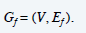 G_f = (V, E_f).